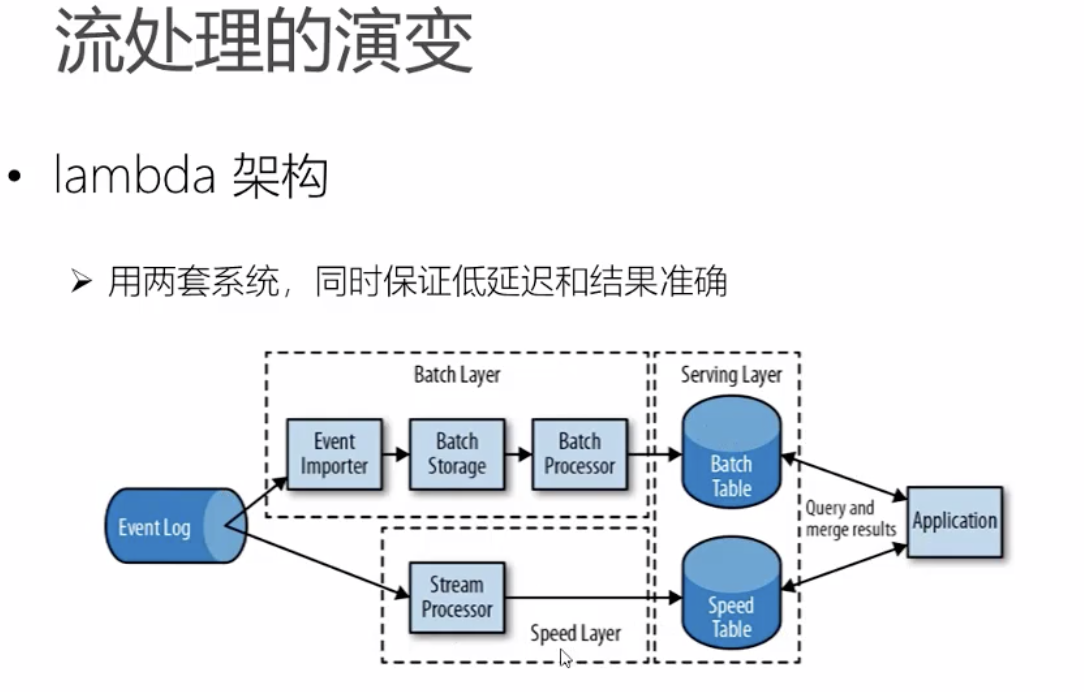 流处理的演变
• lambda 架构
➢ 用两套系统，同时保证低延迟和结果准确
Batch Layer
Serving Layer
Event
Importer
Batch
Storage
Batch
Processor
Batch
Table
Event Log
Query and
merge results
Application
Stream
Processor
Speed Layer
Speed
Table